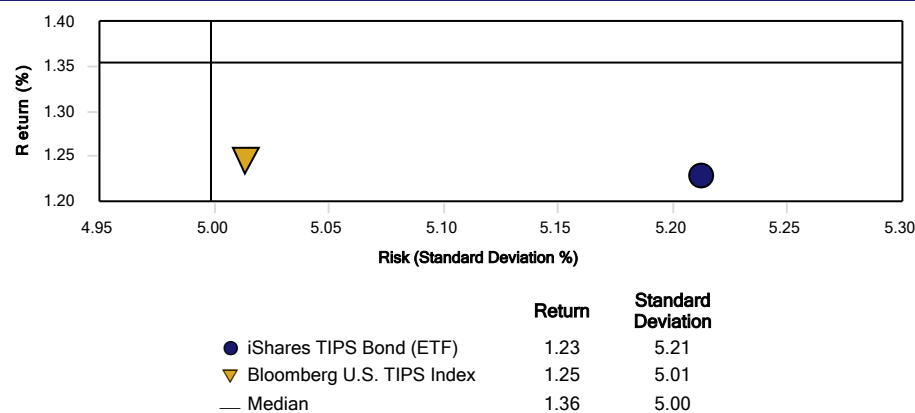 1.40
1.35
1.30
1.25
1.20
Return (%)
4.95 5.00 5.05 5.10 5.15 5.20 5.25 5.30
Risk (Standard Deviation %)
Return Standard Deviation
iShares TIPS Bond (ETF) 1.23 5.21
Bloomberg U.S. TIPS Index 1.25 5.01
Median 1.36 5.00